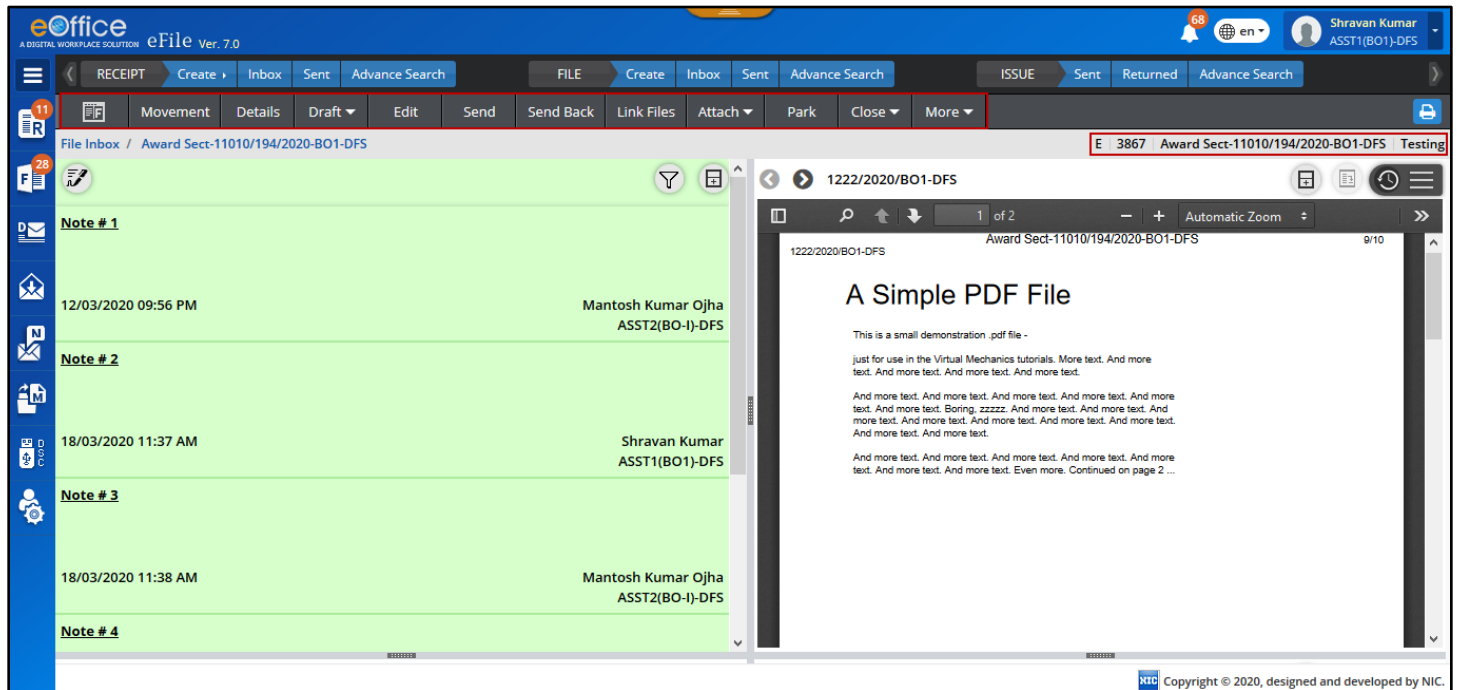 eOffice
A DIGITAL WORKPLACE SOLUTION eFile Ver. 7.0
68
en
Shravan Kumar
ASST1(BO1)-DFS
RECEIPT Create Inbox Sent Advance Search FILE Create Inbox Sent Advance Search ISSUE Sent Returned Advance Search
Movement Details Draft Edit Send Send Back Link Files Attach Park Close More
File Inbox / Award Sect-11010/194/2020-BO1-DFS
E 3867 Award Sect-11010/194/2020-BO1-DFS Testing
11
R
28
F
D
N
M
DSC
Note # 1
12/03/2020 09:56 PM Mantosh Kumar Ojha
ASST2(BO-I)-DFS
Note # 2
18/03/2020 11:37 AM Shravan Kumar
ASST1(BO1)-DFS
Note # 3
18/03/2020 11:38 AM Mantosh Kumar Ojha
ASST2(BO-I)-DFS
Note # 4
1222/2020/BO1-DFS
1 of 2 Automatic Zoom
Award Sect-11010/194/2020-BO1-DFS 9/10
1222/2020/BO1-DFS
A Simple PDF File
This is a small demonstration .pdf file -
just for use in the Virtual Mechanics tutorials. More text. And more
text. And more text. And more text. And more text.
And more text. And more text. And more text. And more text. And more
text. And more text. Boring, zzzzz. And more text. And more text. And
more text. And more text. And more text. And more text. And more text.
And more text. And more text.
And more text. And more text. And more text. And more text. And more
text. And more text. And more text. Even more. Continued on page 2 ...
NIC Copyright © 2020, designed and developed by NIC.